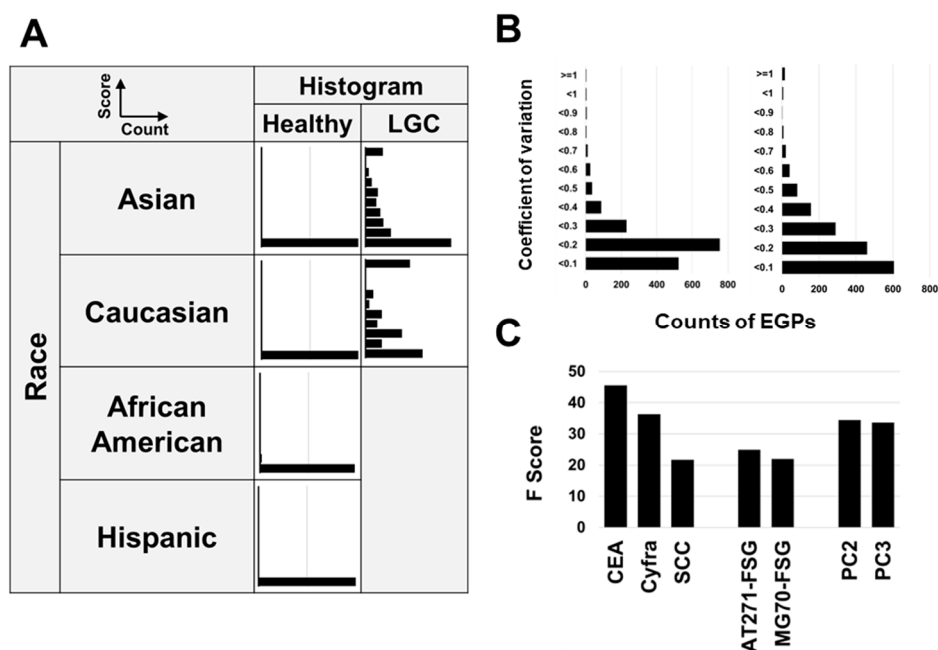 A
Score
Count
Histogram
Healthy
LGC
Race
Asian
Caucasian
African
American
Hispanic
B
Coefficient of variation
>=1
<1
<0.9
<0.8
<0.7
<0.6
<0.5
<0.4
<0.3
<0.2
<0.1
0 200 400 600 800
>=1
<1
<0.9
<0.8
<0.7
<0.6
<0.5
<0.4
<0.3
<0.2
<0.1
0 200 400 600 800
Counts of EGPs
C
F Score
50
40
30
20
10
0
CEA
Cyfra
SCC
AT271-FSG
MG70-FSG
PC2
PC3